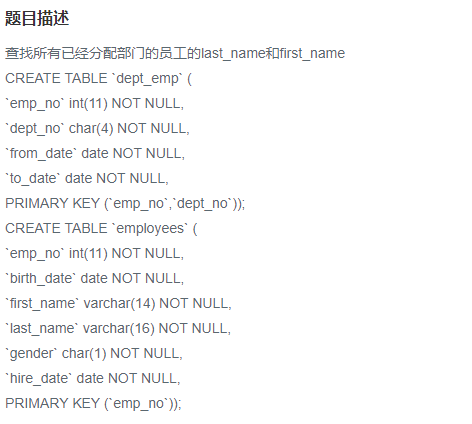 题目描述
查找所有已经分配部门的员工的last_name和first_name
CREATE TABLE `dept_emp` (
`emp_no` int(11) NOT NULL,
`dept_no` char(4) NOT NULL,
`from_date` date NOT NULL,
`to_date` date NOT NULL,
PRIMARY KEY (`emp_no`,`dept_no`));
CREATE TABLE `employees` (
`emp_no` int(11) NOT NULL,
`birth_date` date NOT NULL,
`first_name` varchar(14) NOT NULL,
`last_name` varchar(16) NOT NULL,
`gender` char(1) NOT NULL,
`hire_date` date NOT NULL,
PRIMARY KEY (`emp_no`));